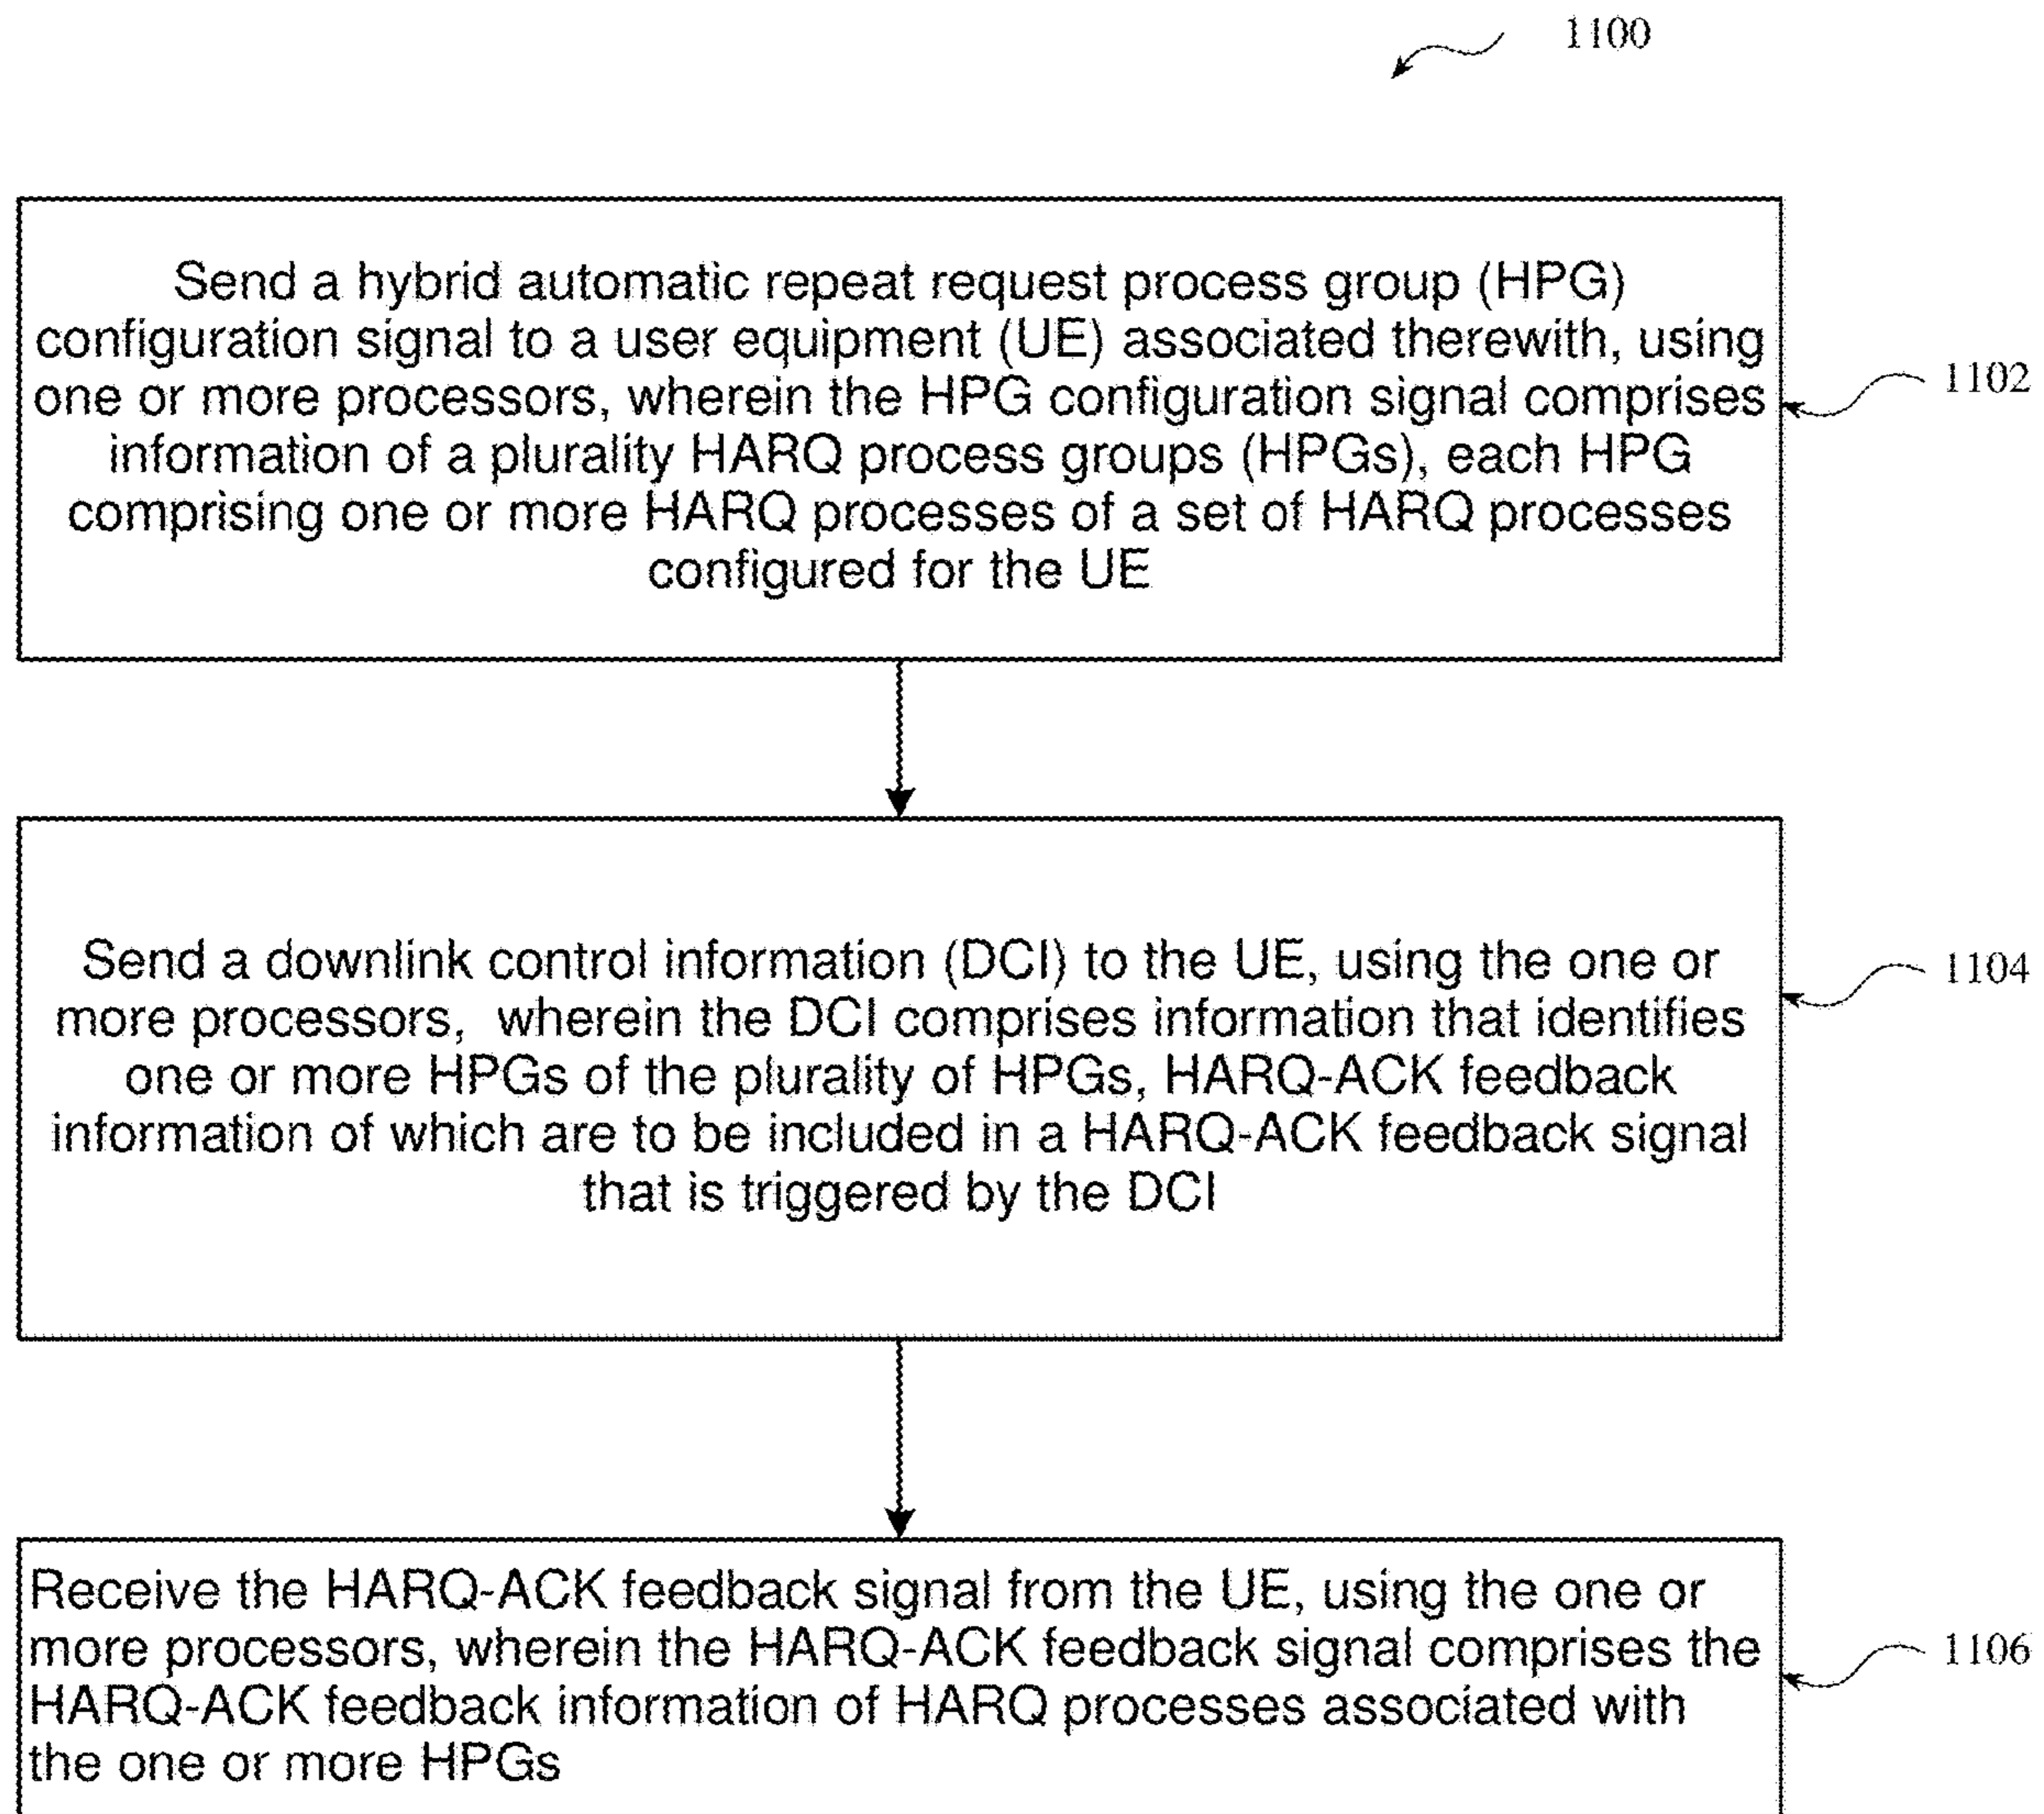 1100
Send a hybrid automatic repeat request process group (HPG)
configuration signal to a user equipment (UE) associated therewith, using
one or more processors, wherein the HPG configuration signal comprises
information of a plurality HARQ process groups (HPGs), each HPG
comprising one or more HARQ processes of a set of HARQ processes
configured for the UE
1102
Send a downlink control information (DCI) to the UE, using the one or
more processors, wherein the DCI comprises information that identifies
one or more HPGs of the plurality of HPGs, HARQ-ACK feedback
information of which are to be included in a HARQ-ACK feedback signal
that is triggered by the DCI
1104
Receive the HARQ-ACK feedback signal from the UE, using the one or
more processors, wherein the HARQ-ACK feedback signal comprises the
HARQ-ACK feedback information of HARQ processes associated with
the one or more HPGs
1106